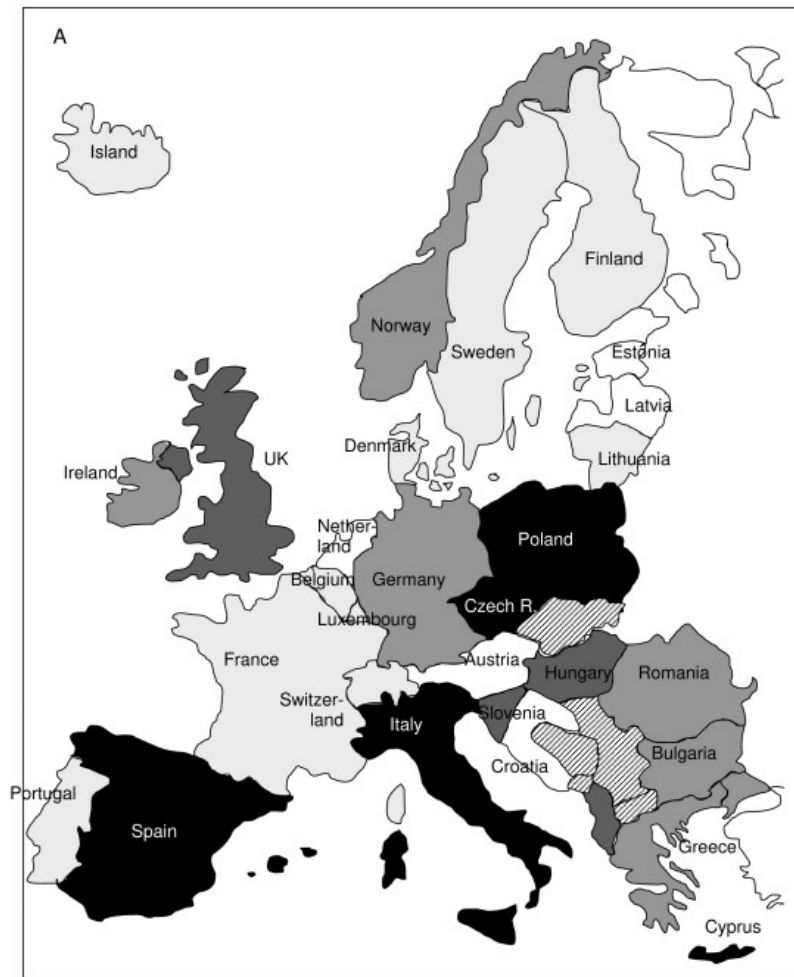 A
Island
Finland
Norway
Sweden
Estonia
Latvia
Denmark
Lithuania
Ireland
UK
Nether-
land
Poland
Belgium
Germany
Czech R.
Luxembourg
France
Austria
Hungary
Romania
Switzer-
land
Slovenia
Italy
Bulgaria
Croatia
Portugal
Spain
Greece
Cyprus